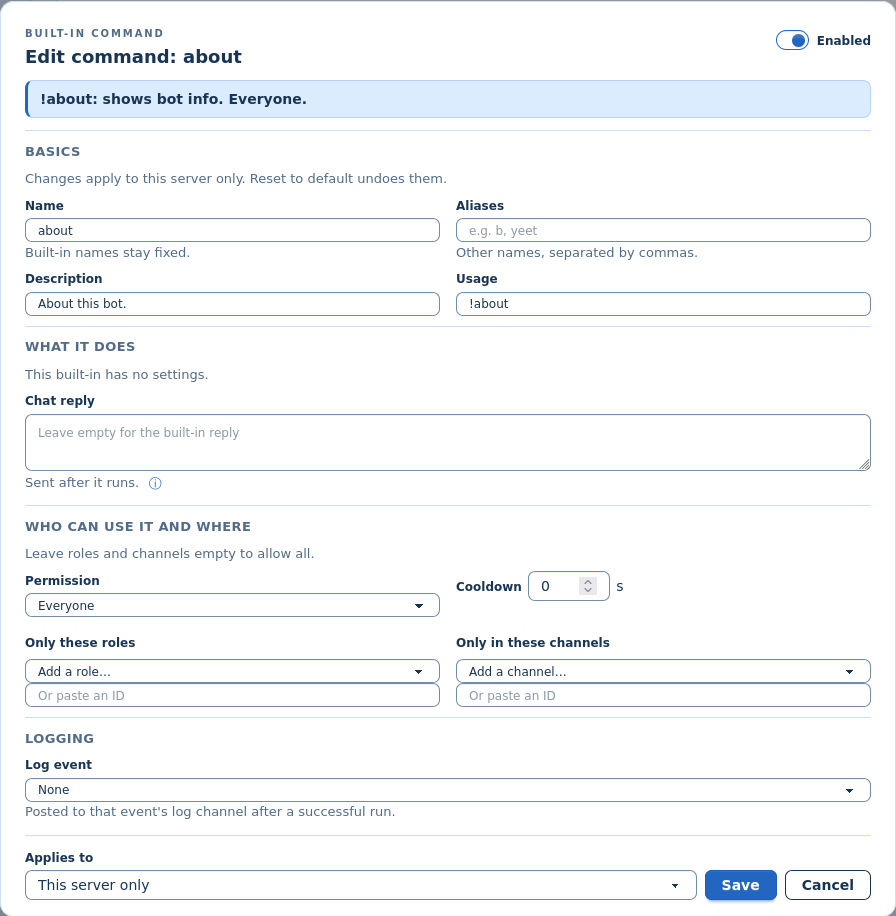 BUILT-IN COMMAND
Edit command: about
Enabled
!about: shows bot info. Everyone.
BASICS
Changes apply to this server only. Reset to default undoes them.
Name
Aliases
about
e.g. b, yeet
Built-in names stay fixed.
Other names, separated by commas.
Description
Usage
About this bot.
!about
WHAT IT DOES
This built-in has no settings.
Chat reply
Leave empty for the built-in reply
Sent after it runs. ⓘ
WHO CAN USE IT AND WHERE
Leave roles and channels empty to allow all.
Permission
Everyone
Cooldown 0 s
Only these roles
Only in these channels
Add a role...
Add a channel...
Or paste an ID
Or paste an ID
LOGGING
Log event
None
Posted to that event's log channel after a successful run.
Applies to
This server only
Save
Cancel